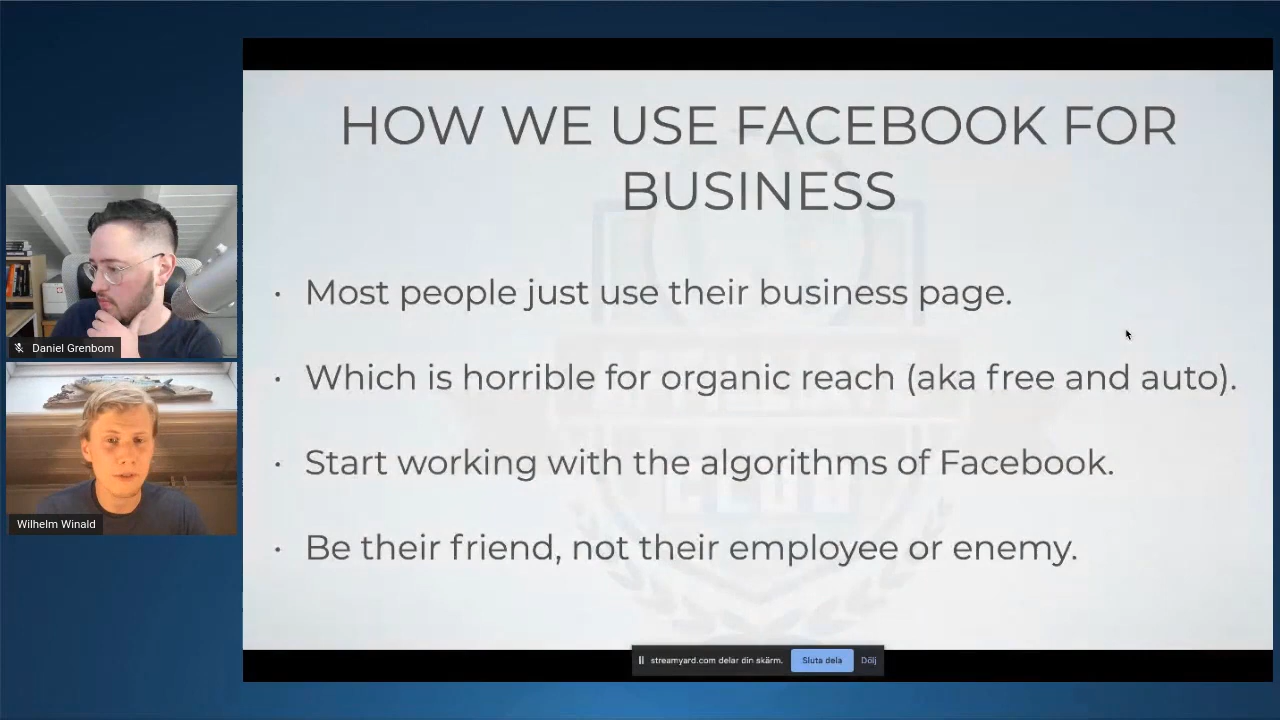 HOW WE USE FACEBOOK FOR
BUSINESS
• Most people just use their business page.
• Which is horrible for organic reach (aka free and auto).
• Start working with the algorithms of Facebook.
• Be their friend, not their employee or enemy.
Daniel Grenbom
Wilhelm Winald
streamyard.com delar din skärm. Sluta dela Dölj